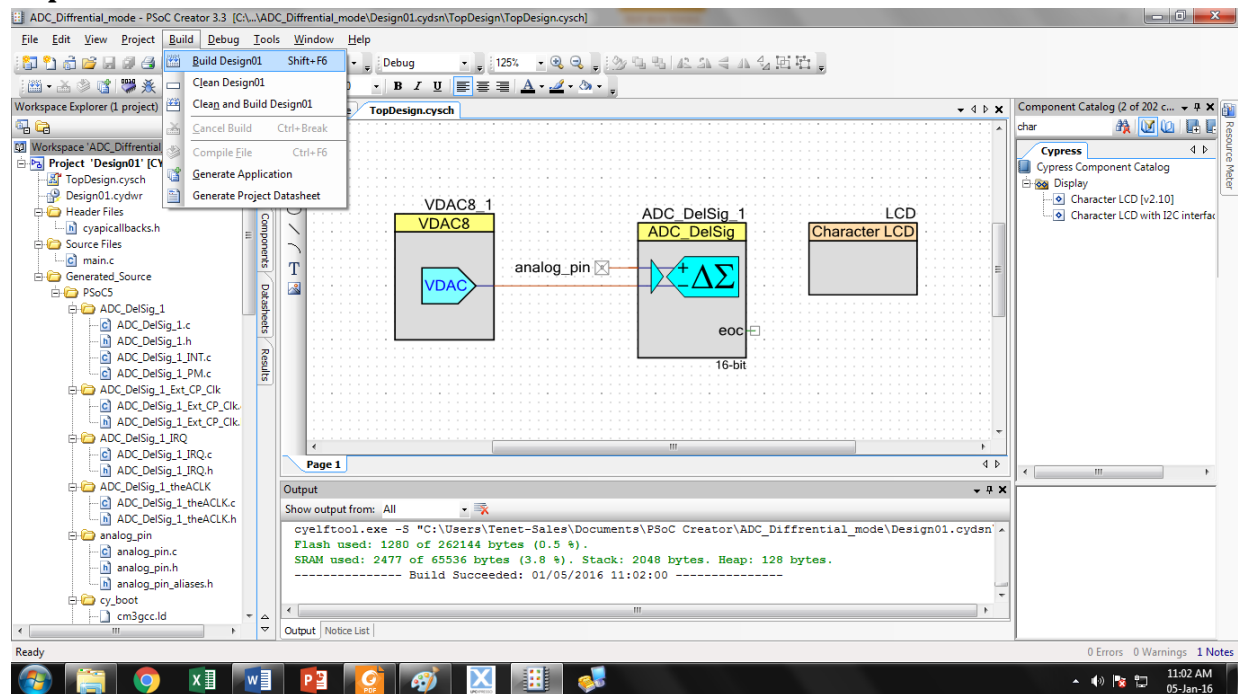 ADC_Diffrential_mode - PSoC Creator 3.3 [C:\...\ADC_Diffrential_mode\Design01.cydsn\TopDesign\TopDesign.cysch]
File Edit View Project Build Debug Tools Window Help
Debug 125%
B I U
Build Design01 Shift+F6
Clean Design01
Clean and Build Design01
Cancel Build Ctrl+Break
Compile File Ctrl+F6
Generate Application
Generate Project Datasheet
Workspace Explorer (1 project)
Workspace 'ADC_Diffrential
Project 'Design01' [CY
TopDesign.cysch
Design01.cydwr
Header Files
cyapicallbacks.h
Source Files
main.c
Generated_Source
PSoC5
ADC_DelSig_1
ADC_DelSig_1.c
ADC_DelSig_1.h
ADC_DelSig_1_INT.c
ADC_DelSig_1_PM.c
ADC_DelSig_1_Ext_CP_Clk
ADC_DelSig_1_Ext_CP_Clk.
ADC_DelSig_1_Ext_CP_Clk.
ADC_DelSig_1_IRQ
ADC_DelSig_1_IRQ.c
ADC_DelSig_1_IRQ.h
ADC_DelSig_1_theACLK
ADC_DelSig_1_theACLK.c
ADC_DelSig_1_theACLK.h
analog_pin
analog_pin.c
analog_pin.h
analog_pin_aliases.h
cy_boot
cm3gcc.ld
Components
Datasheets
Results
TopDesign.cysch
VDAC8_1
VDAC8
VDAC
analog_pin
ADC_DelSig_1
ADC_DelSig
+
ΔΣ
-
eoc
16-bit
LCD
Character LCD
Page 1
Component Catalog (2 of 202 c...
char
Cypress
Cypress Component Catalog
Display
Character LCD [v2.10]
Character LCD with I2C interfac
Resource Meter
Output
Show output from: All
cyelftool.exe -S "C:\Users\Tenet-Sales\Documents\PSoC Creator\ADC_Diffrential_mode\Design01.cydsn\
Flash used: 1280 of 262144 bytes (0.5 %).
SRAM used: 2477 of 65536 bytes (3.8 %). Stack: 2048 bytes. Heap: 128 bytes.
--------------- Build Succeeded: 01/05/2016 11:02:00 ---------------
Output Notice List
Ready
0 Errors 0 Warnings 1 Notes
11:02 AM
05-Jan-16